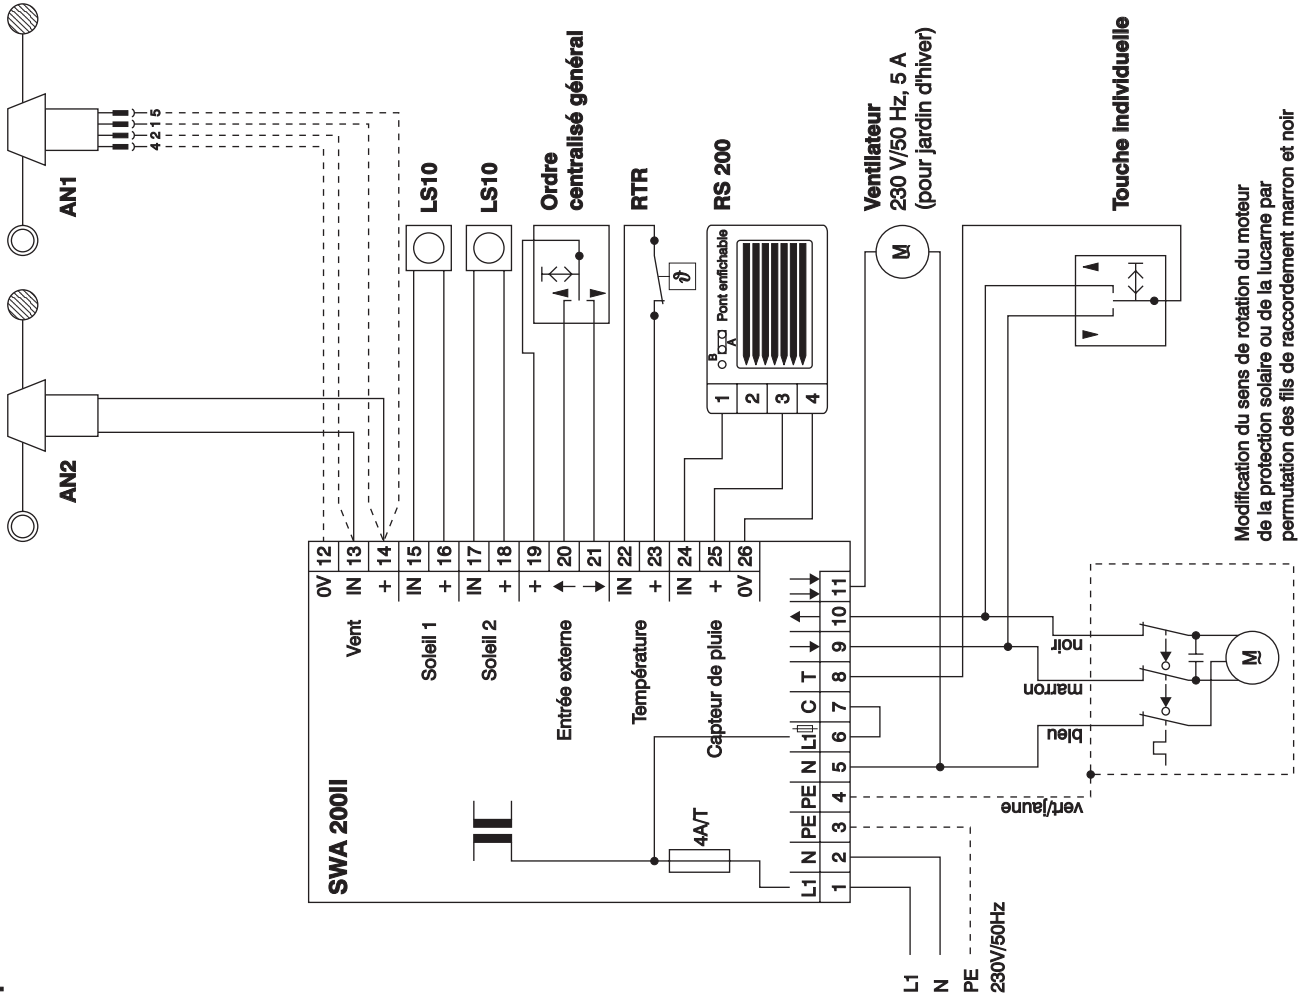 AN1
4 2 1 5
AN2
LS10
LS10
Ordre
centralisé général
RTR
ϑ
RS 200
Pont enfichable
B
A
1 2 3 4
Ventilateur
230 V/50 Hz, 5 A
(pour jardin d'hiver)
M
~
Touche individuelle
SWA 200II
12 13 14 15 16 17 18 19 20 21 22 23 24 25 26
0V IN + IN + IN + + IN + IN + 0V
Vent
Soleil 1
Soleil 2
Entrée externe
Température
Capteur de pluie
4A/T
L1 N PE PE N L1 C T
1 2 3 4 5 6 7 8 9 10 11
L1
N
PE
230V/50Hz
vert/jaune
bleu
marron
noir
M
~
Modification du sens de rotation du moteur
de la protection solaire ou de la lucarne par
permutation des fils de raccordement marron et noir